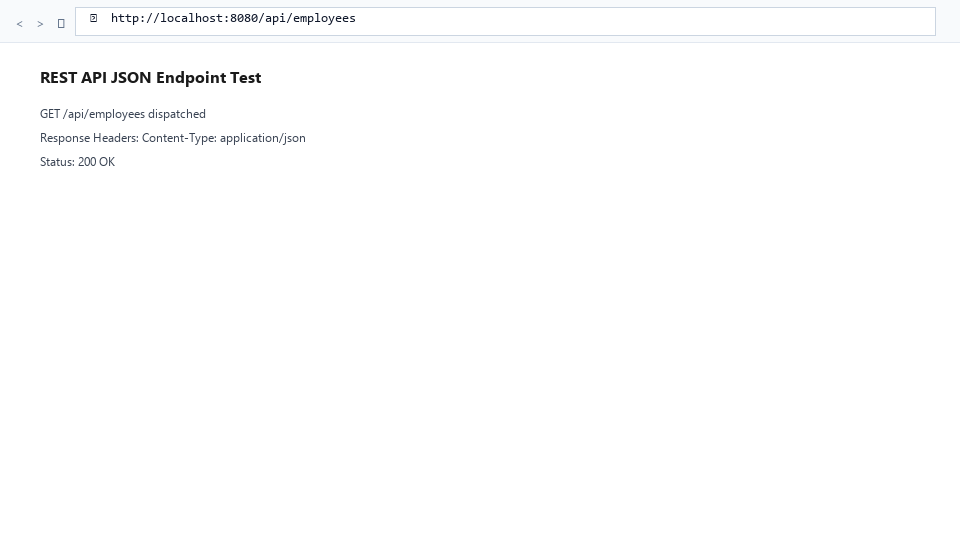 < >
http://localhost:8080/api/employees
REST API JSON Endpoint Test
GET /api/employees dispatched
Response Headers: Content-Type: application/json
Status: 200 OK